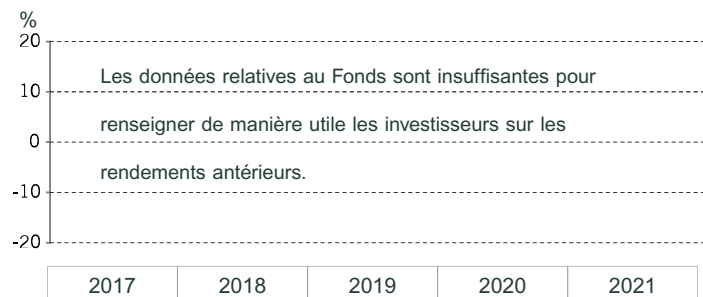 %
20
Les données relatives au Fonds sont insuffisantes pour
10
renseigner de manière utile les investisseurs sur les
0
rendements antérieurs.
-10
-20
2017 2018 2019 2020 2021